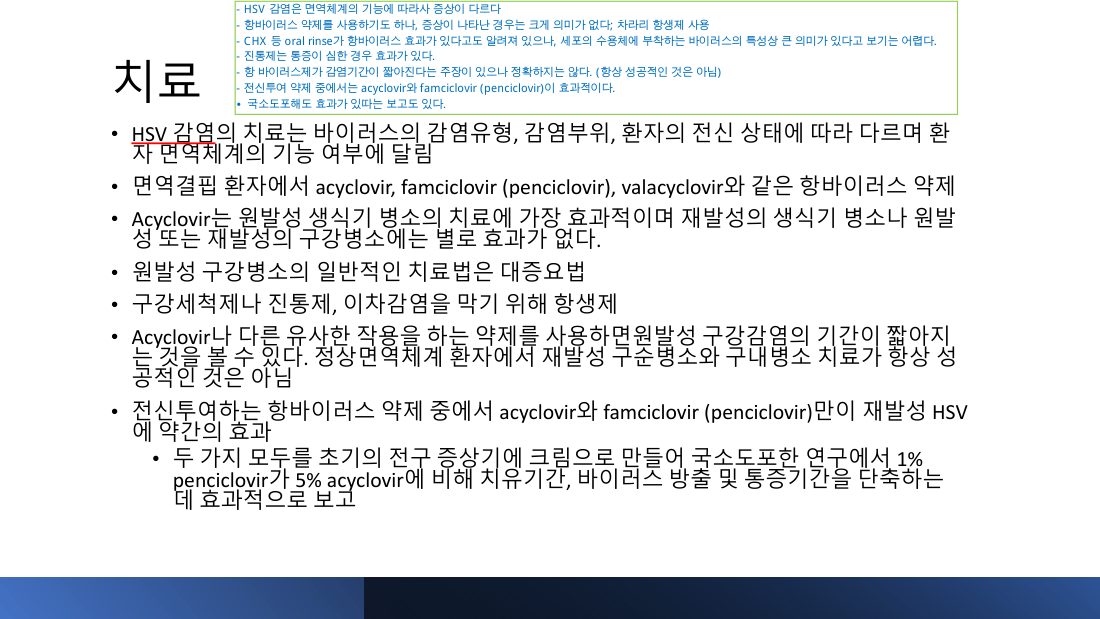 - HSV 감염은 면역체계의 기능에 따라사 증상이 다르다
- 항바이러스 약제를 사용하기도 하나, 증상이 나타난 경우는 크게 의미가 없다; 차라리 항생제 사용
- CHX 등 oral rinse가 항바이러스 효과가 있다고도 알려져 있으나, 세포의 수용체에 부착하는 바이러스의 특성상 큰 의미가 있다고 보기는 어렵다.
- 진통제는 통증이 심한 경우 효과가 있다.
- 항 바이러스제가 감염기간이 짧아진다는 주장이 있으나 정확하지는 않다. (항상 성공적인 것은 아님)
- 전신투여 약제 중에서는 acyclovir와 famciclovir (penciclovir)이 효과적이다.
• 국소도포해도 효과가 있따는 보고도 있다.
치료
• HSV 감염의 치료는 바이러스의 감염유형, 감염부위, 환자의 전신 상태에 따라 다르며 환
자 면역체계의 기능 여부에 달림
• 면역결핍 환자에서 acyclovir, famciclovir (penciclovir), valacyclovir와 같은 항바이러스 약제
• Acyclovir는 원발성 생식기 병소의 치료에 가장 효과적이며 재발성의 생식기 병소나 원발
성 또는 재발성의 구강병소에는 별로 효과가 없다.
• 원발성 구강병소의 일반적인 치료법은 대증요법
• 구강세척제나 진통제, 이차감염을 막기 위해 항생제
• Acyclovir나 다른 유사한 작용을 하는 약제를 사용하면원발성 구강감염의 기간이 짧아지
는 것을 볼 수 있다. 정상면역체계 환자에서 재발성 구순병소와 구내병소 치료가 항상 성
공적인 것은 아님
• 전신투여하는 항바이러스 약제 중에서 acyclovir와 famciclovir (penciclovir)만이 재발성 HSV
에 약간의 효과
• 두 가지 모두를 초기의 전구 증상기에 크림으로 만들어 국소도포한 연구에서 1%
penciclovir가 5% acyclovir에 비해 치유기간, 바이러스 방출 및 통증기간을 단축하는
데 효과적으로 보고